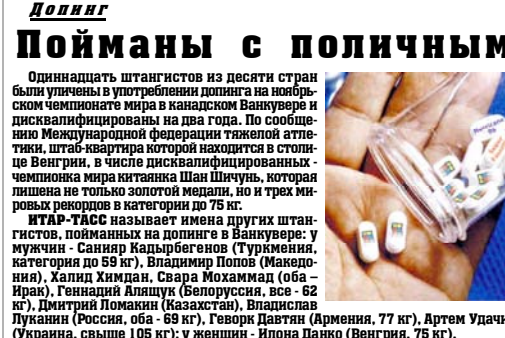 Допинг
Пойманы с поличным
Одиннадцать штангистов из десяти стран
были уличены в употреблении допинга на ноябрь-
ском чемпионате мира в канадском Ванкувере и
дисквалифицированы на два года. По сообще-
нию Международной федерации тяжелой атле-
тики, штаб-квартира которой находится в столи-
це Венгрии, в числе дисквалифицированных -
чемпионка мира китаянка Шан Шичунь, которая
лишена не только золотой медали, но и трех ми-
ровых рекордов в категории до 75 кг.
ИТАР-ТАСС называет имена других штан-
гистов, пойманных на допинге в Ванкувере: у
мужчин - Санияр Кадырбегенов (Туркмения,
категория до 59 кг), Владимир Попов (Македо-
ния), Халид Химдан, Свара Мохаммад (оба –
Ирак), Геннадий Алящук (Белоруссия, все - 62
кг), Дмитрий Ломакин (Казахстан), Владислав
Луканин (Россия, оба - 69 кг), Геворк Давтян (Армения, 77 кг), Артем Удачи
(Украина, свыше 105 кг); у женщин - Илона Данко (Венгрия, 75 кг).